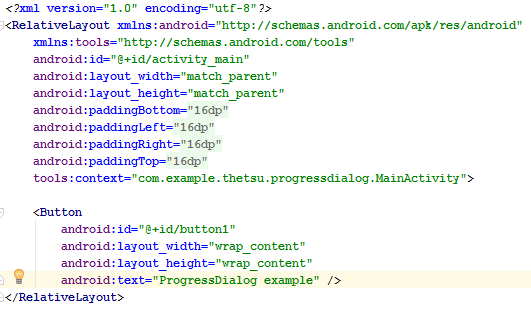 <?xml version="1.0" encoding="utf-8"?>
<RelativeLayout xmlns:android="http://schemas.android.com/apk/res/android"
    xmlns:tools="http://schemas.android.com/tools"
    android:id="@+id/activity_main"
    android:layout_width="match_parent"
    android:layout_height="match_parent"
    android:paddingBottom="16dp"
    android:paddingLeft="16dp"
    android:paddingRight="16dp"
    android:paddingTop="16dp"
    tools:context="com.example.thetsu.progressdialog.MainActivity">
    <Button
        android:id="@+id/button1"
        android:layout_width="wrap_content"
        android:layout_height="wrap_content"
        android:text="ProgressDialog example" />
</RelativeLayout>